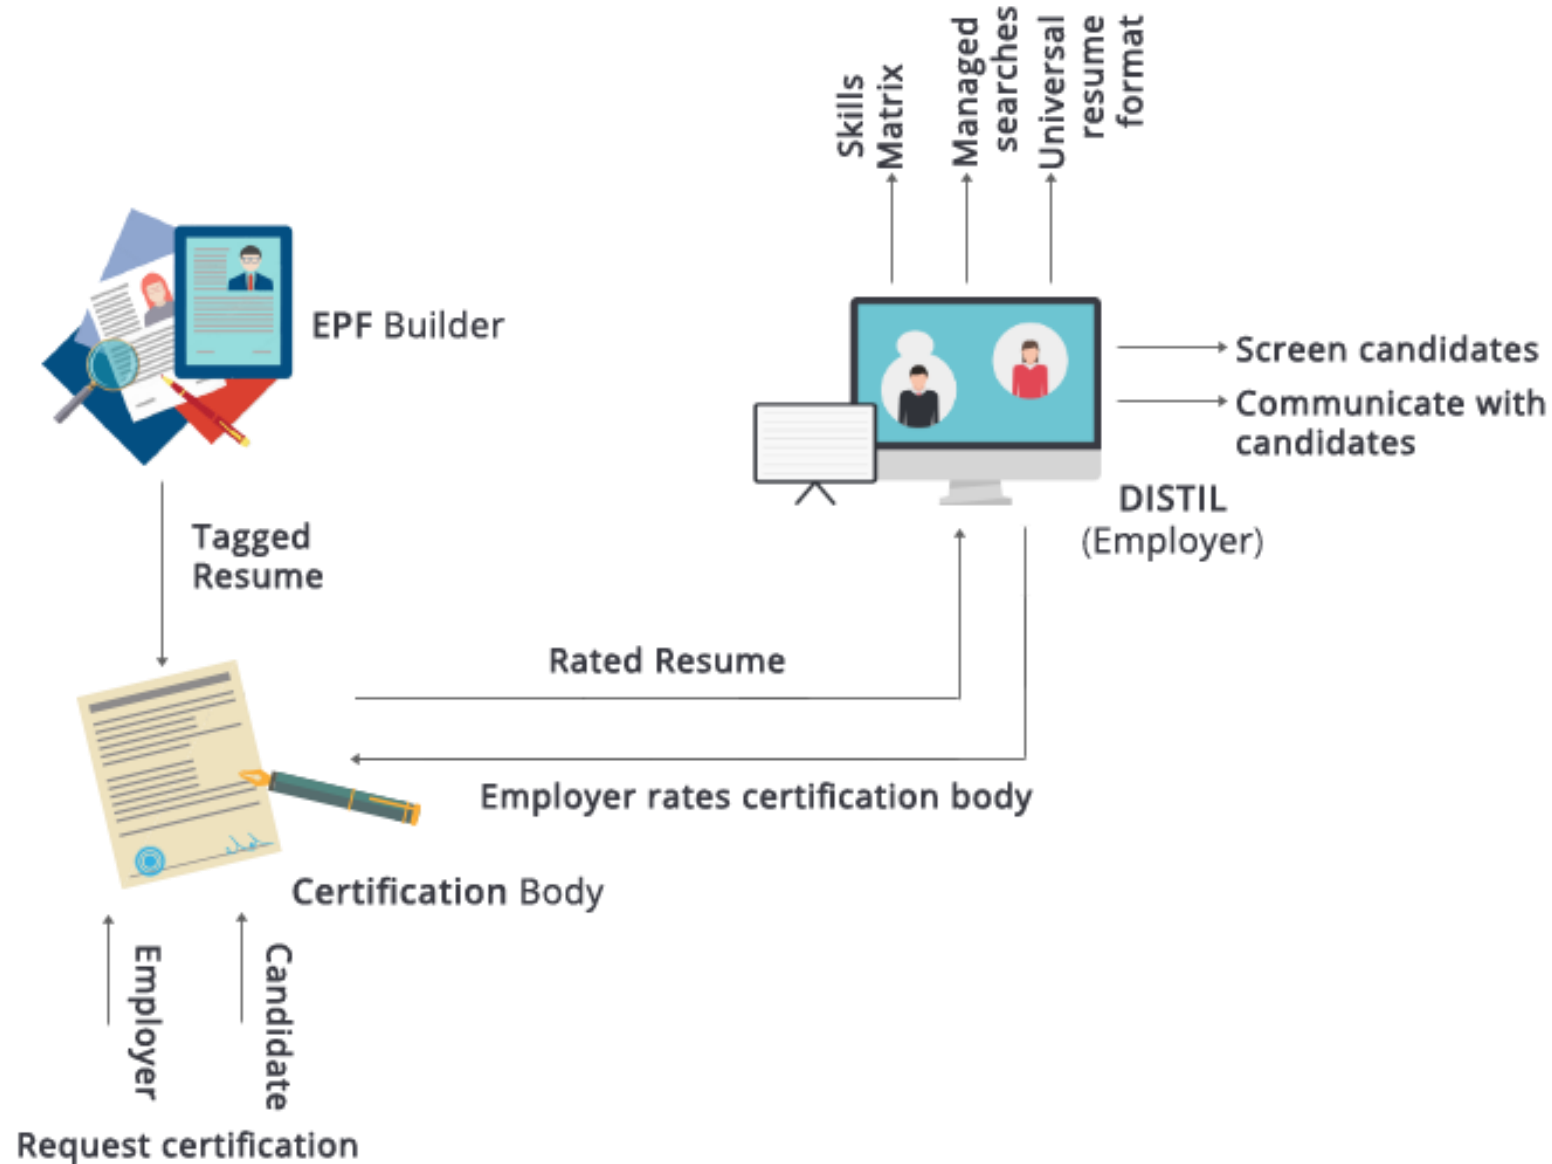 Skills
Matrix
Managed
searches
Universal
resume
format
EPF Builder
Screen candidates
Communicate with
candidates
DISTIL
(Employer)
Tagged
Resume
Rated Resume
Employer rates certification body
Certification Body
Employer
Candidate
Request certification